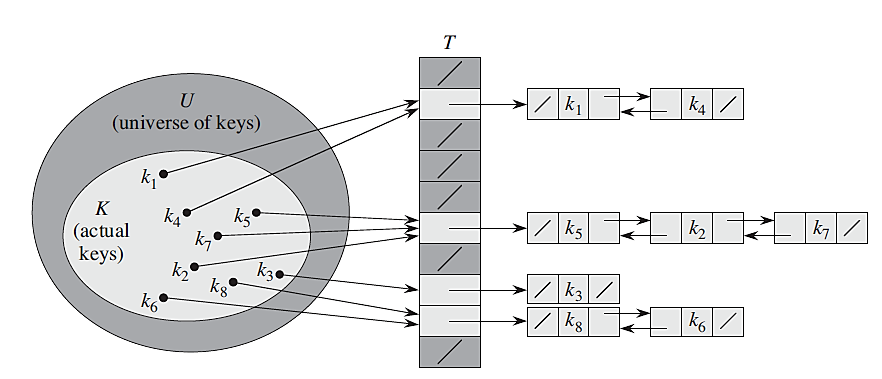 T
U
(universe of keys)
K
(actual
keys)
k1
k4
k5
k7
k2
k8
k3
k6
k1 k4
k5 k2 k7
k3
k8 k6